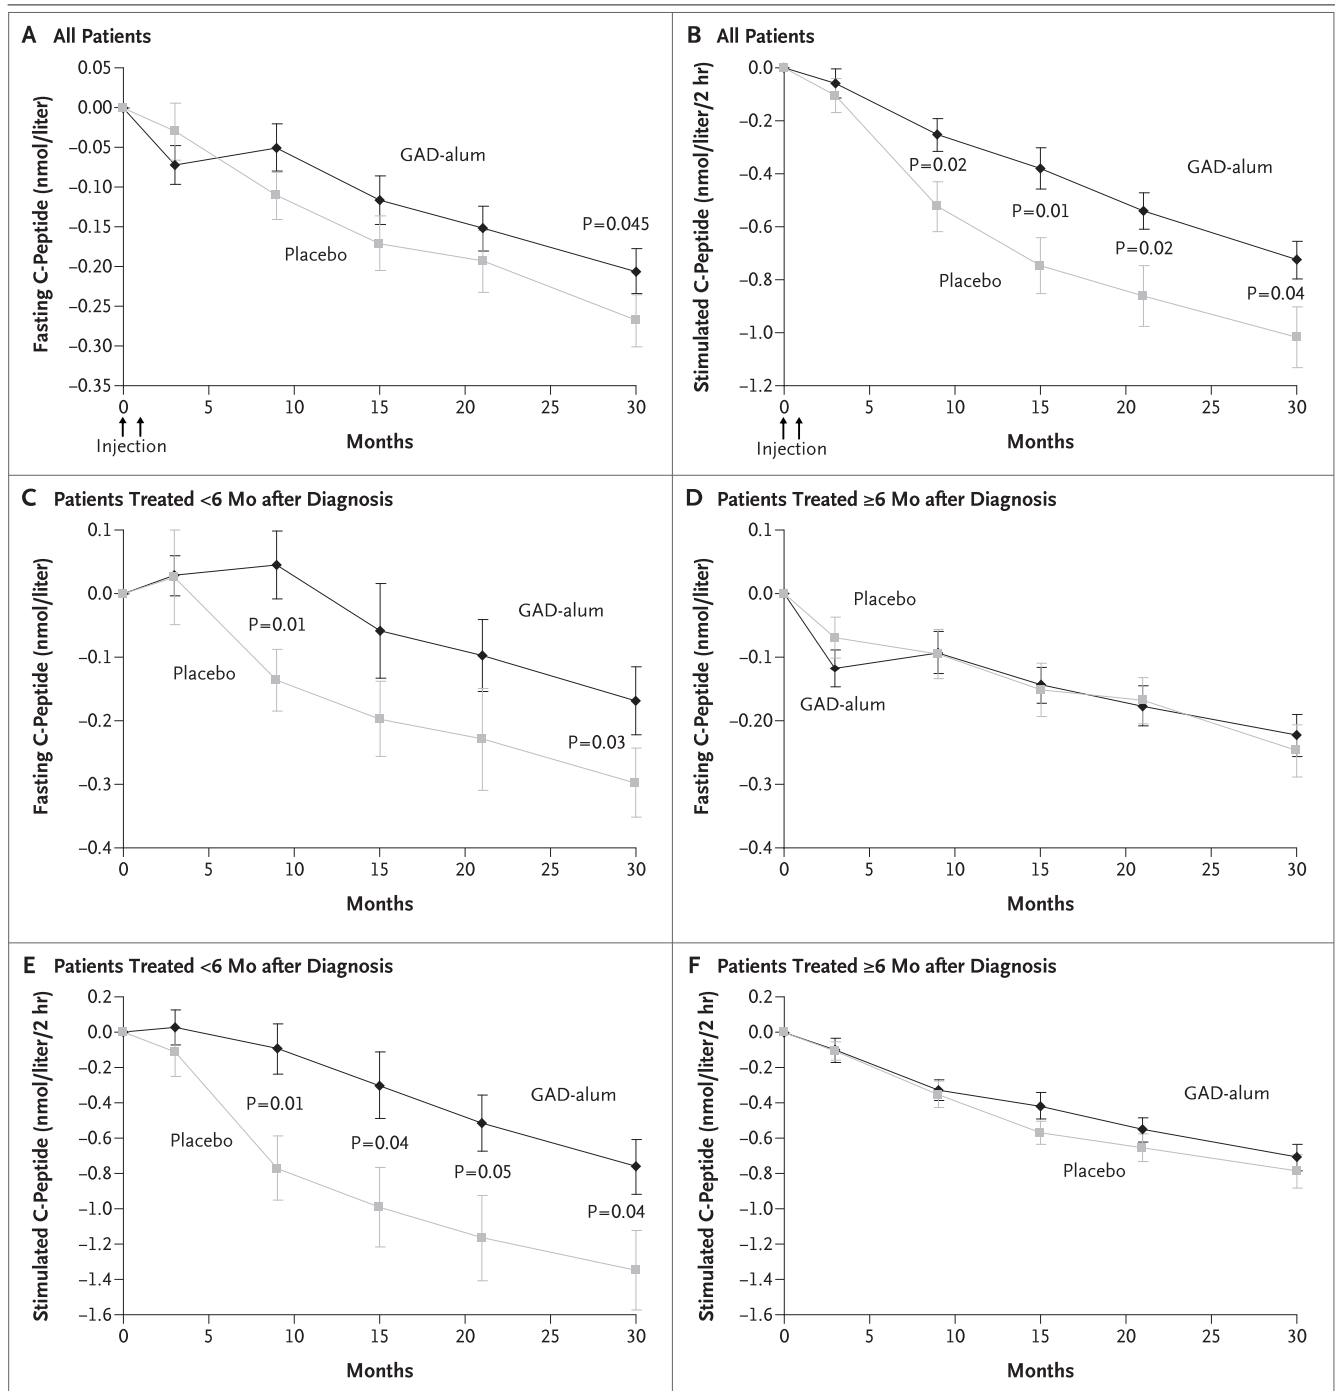 A All Patients
Fasting C-Peptide (nmol/liter)
0.05
0.00
–0.05
–0.10
–0.15
–0.20
–0.25
–0.30
–0.35
GAD-alum
P=0.045
Placebo
0 5 10 15 20 25 30
Injection
Months
B All Patients
Stimulated C-Peptide (nmol/liter/2 hr)
0.0
–0.2
–0.4
–0.6
–0.8
–1.0
–1.2
P=0.02
GAD-alum
P=0.01
P=0.02
Placebo
P=0.04
0 5 10 15 20 25 30
Injection
Months
C Patients Treated <6 Mo after Diagnosis
Fasting C-Peptide (nmol/liter)
0.1
0.0
–0.1
–0.2
–0.3
–0.4
GAD-alum
P=0.01
Placebo
P=0.03
0 5 10 15 20 25 30
Months
D Patients Treated ≥6 Mo after Diagnosis
Fasting C-Peptide (nmol/liter)
0.1
0.0
–0.1
–0.20
–0.3
–0.4
Placebo
GAD-alum
0 5 10 15 20 25 30
Months
E Patients Treated <6 Mo after Diagnosis
Stimulated C-Peptide (nmol/liter/2 hr)
0.2
0.0
–0.2
–0.4
–0.6
–0.8
–1.0
–1.2
–1.4
–1.6
GAD-alum
P=0.01
Placebo
P=0.04
P=0.05
P=0.04
0 5 10 15 20 25 30
Months
F Patients Treated ≥6 Mo after Diagnosis
Stimulated C-Peptide (nmol/liter/2 hr)
0.2
0.0
–0.2
–0.4
–0.6
–0.8
–1.0
–1.2
–1.4
–1.6
GAD-alum
Placebo
0 5 10 15 20 25 30
Months